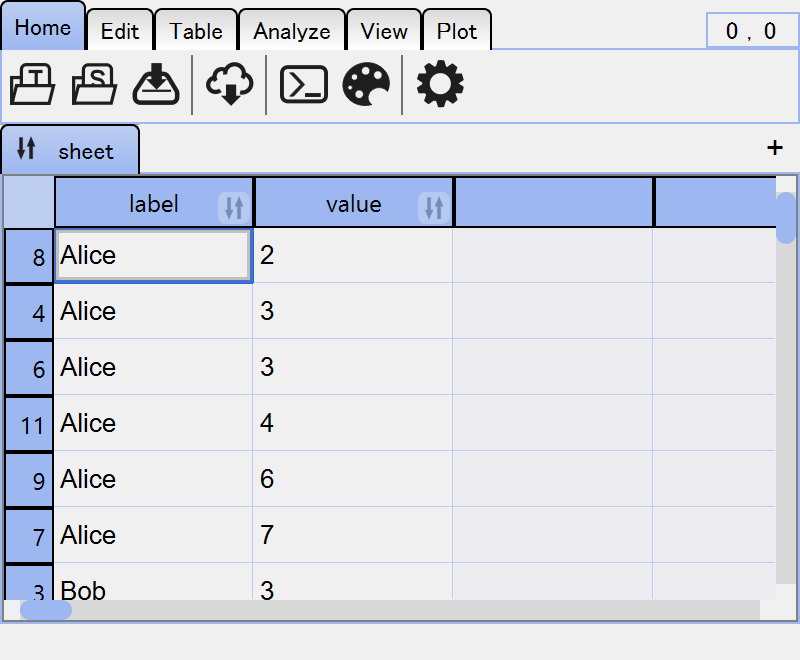 Home Edit Table Analyze View Plot 0 , 0
T S
sheet +
label value
8 Alice 2
4 Alice 3
6 Alice 3
11 Alice 4
9 Alice 6
7 Alice 7
3 Bob 3